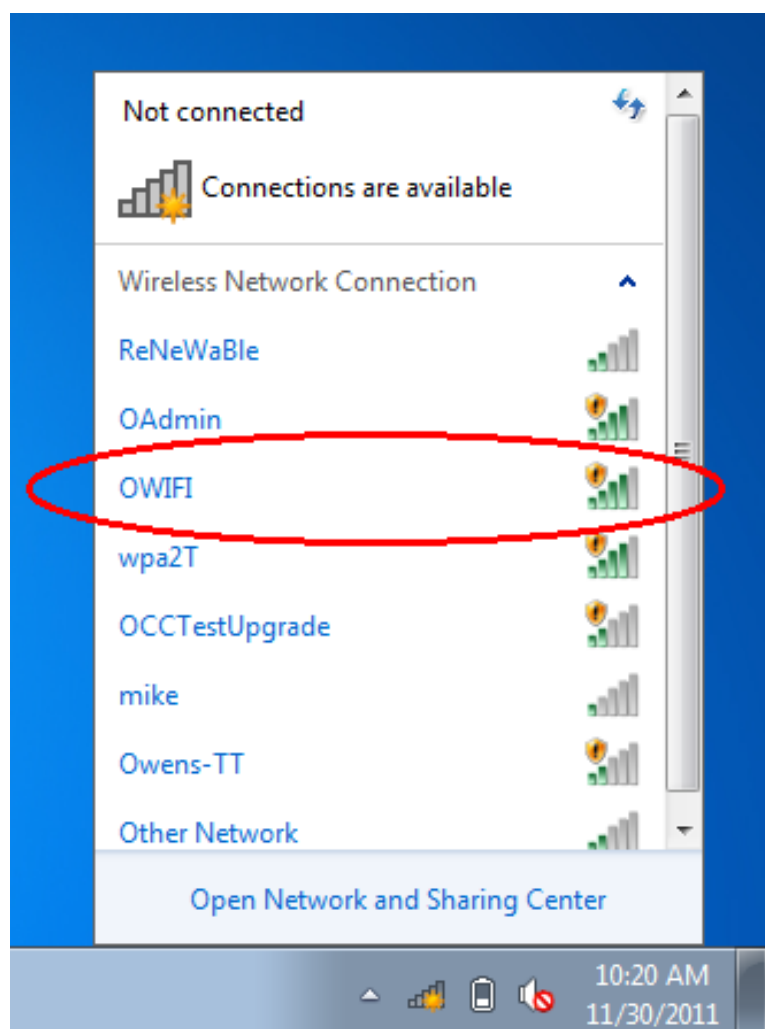 Not connected
Connections are available
Wireless Network Connection
ReNeWaBle
OAdmin
OWIFI
wpa2T
OCCTestUpgrade
mike
Owens-TT
Other Network
Open Network and Sharing Center
10:20 AM
11/30/2011